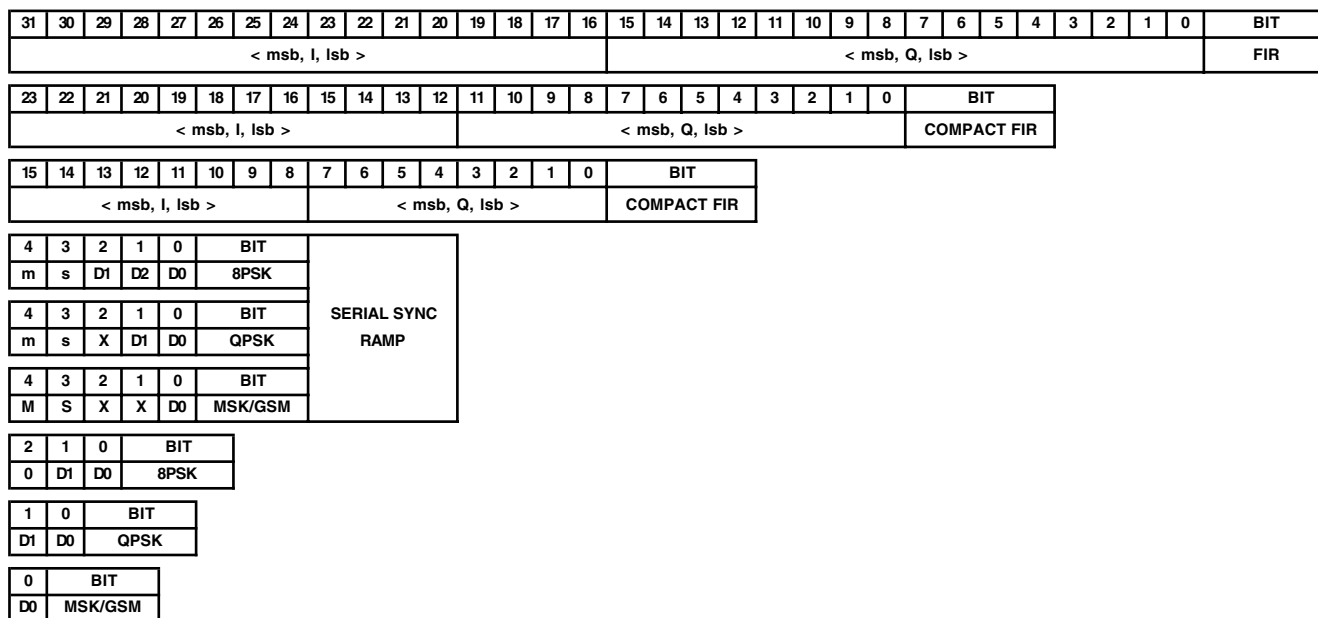 31 30 29 28 27 26 25 24 23 22 21 20 19 18 17 16 15 14 13 12 11 10 9 8 7 6 5 4 3 2 1 0 BIT
< msb, I, lsb > < msb, Q, lsb > FIR
23 22 21 20 19 18 17 16 15 14 13 12 11 10 9 8 7 6 5 4 3 2 1 0 BIT
< msb, I, lsb > < msb, Q, lsb > COMPACT FIR
15 14 13 12 11 10 9 8 7 6 5 4 3 2 1 0 BIT
< msb, I, lsb > < msb, Q, lsb > COMPACT FIR
4 3 2 1 0 BIT
m s D1 D2 D0 8PSK
4 3 2 1 0 BIT SERIAL SYNC
m s X D1 D0 QPSK RAMP
4 3 2 1 0 BIT
M S X X D0 MSK/GSM
2 1 0 BIT
0 D1 D0 8PSK
1 0 BIT
D1 D0 QPSK
0 BIT
D0 MSK/GSM